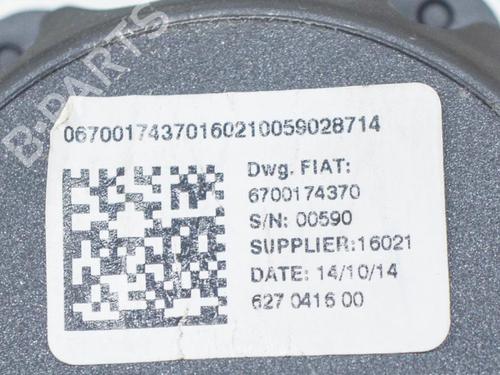 B-PARTS
06700174370160210059028714
Dwg. FIAT:
6700174370
S/N: 00590
SUPPLIER:16021
DATE: 14/10/14
627 0416 00